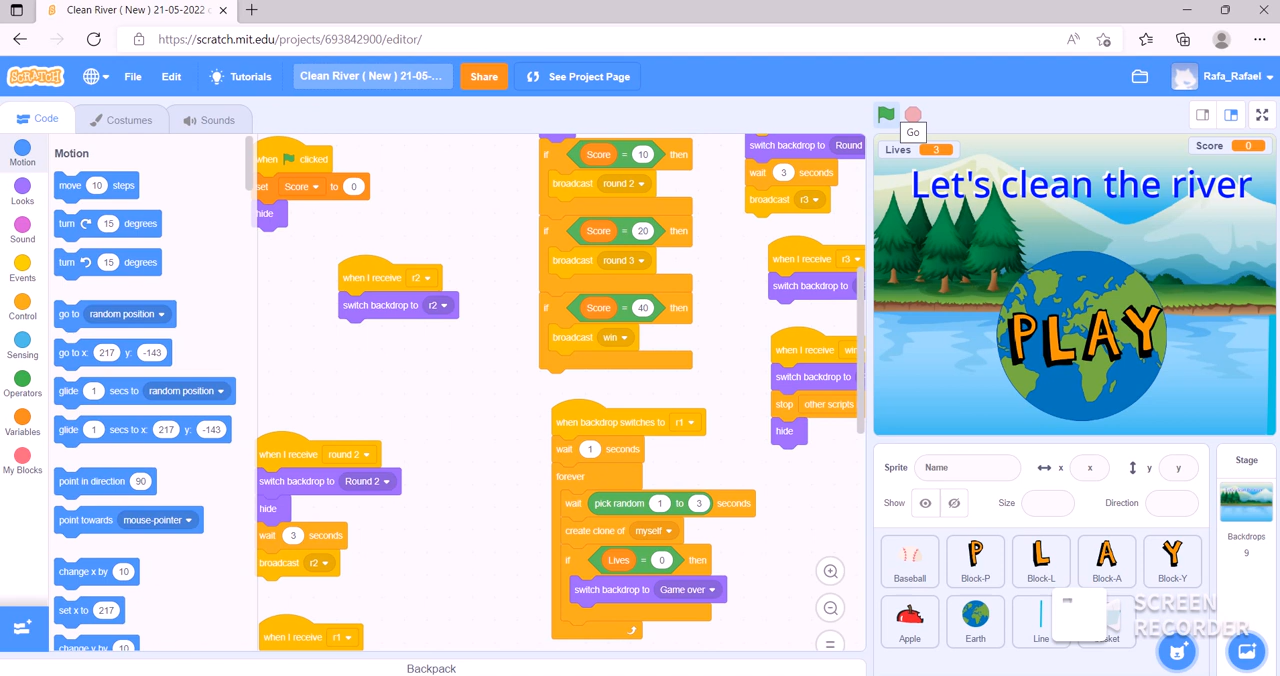 Clean River ( New ) 21-05-2022
https://scratch.mit.edu/projects/693842900/editor/
SCRATCH File Edit Tutorials Clean River ( New ) 21-05-... Share See Project Page Rafa_Rafael
Code Costumes Sounds
Go
Motion
Looks
Sound
Events
Control
Sensing
Operators
Variables
My Blocks
Motion
move 10 steps
turn 15 degrees
turn 15 degrees
go to random position
go to x: 217 y: -143
glide 1 secs to random position
glide 1 secs to x: 217 y: -143
point in direction 90
point towards mouse-pointer
change x by 10
set x to 217
change y by 10
when clicked
set Score to 0
hide
when I receive r2
switch backdrop to r2
when I receive round 2
switch backdrop to Round 2
hide
wait 3 seconds
broadcast r2
when I receive r1
if Score = 10 then
broadcast round 2
if Score = 20 then
broadcast round 3
if Score = 40 then
broadcast win
when backdrop switches to r1
wait 1 seconds
forever
wait pick random 1 to 3 seconds
create clone of myself
if Lives = 0 then
switch backdrop to Game over
switch backdrop to Round
wait 3 seconds
broadcast r3
when I receive r3
switch backdrop to
when I receive
switch backdrop to
stop other scripts
hide
Backpack
Lives 3 Score 0
Let's clean the river
PLAY
Sprite Name x x y y
Show Size Direction
Stage
Backdrops
9
Baseball Block-P Block-L Block-A Block-Y
Apple Earth Line
SCREEN
RECORDER